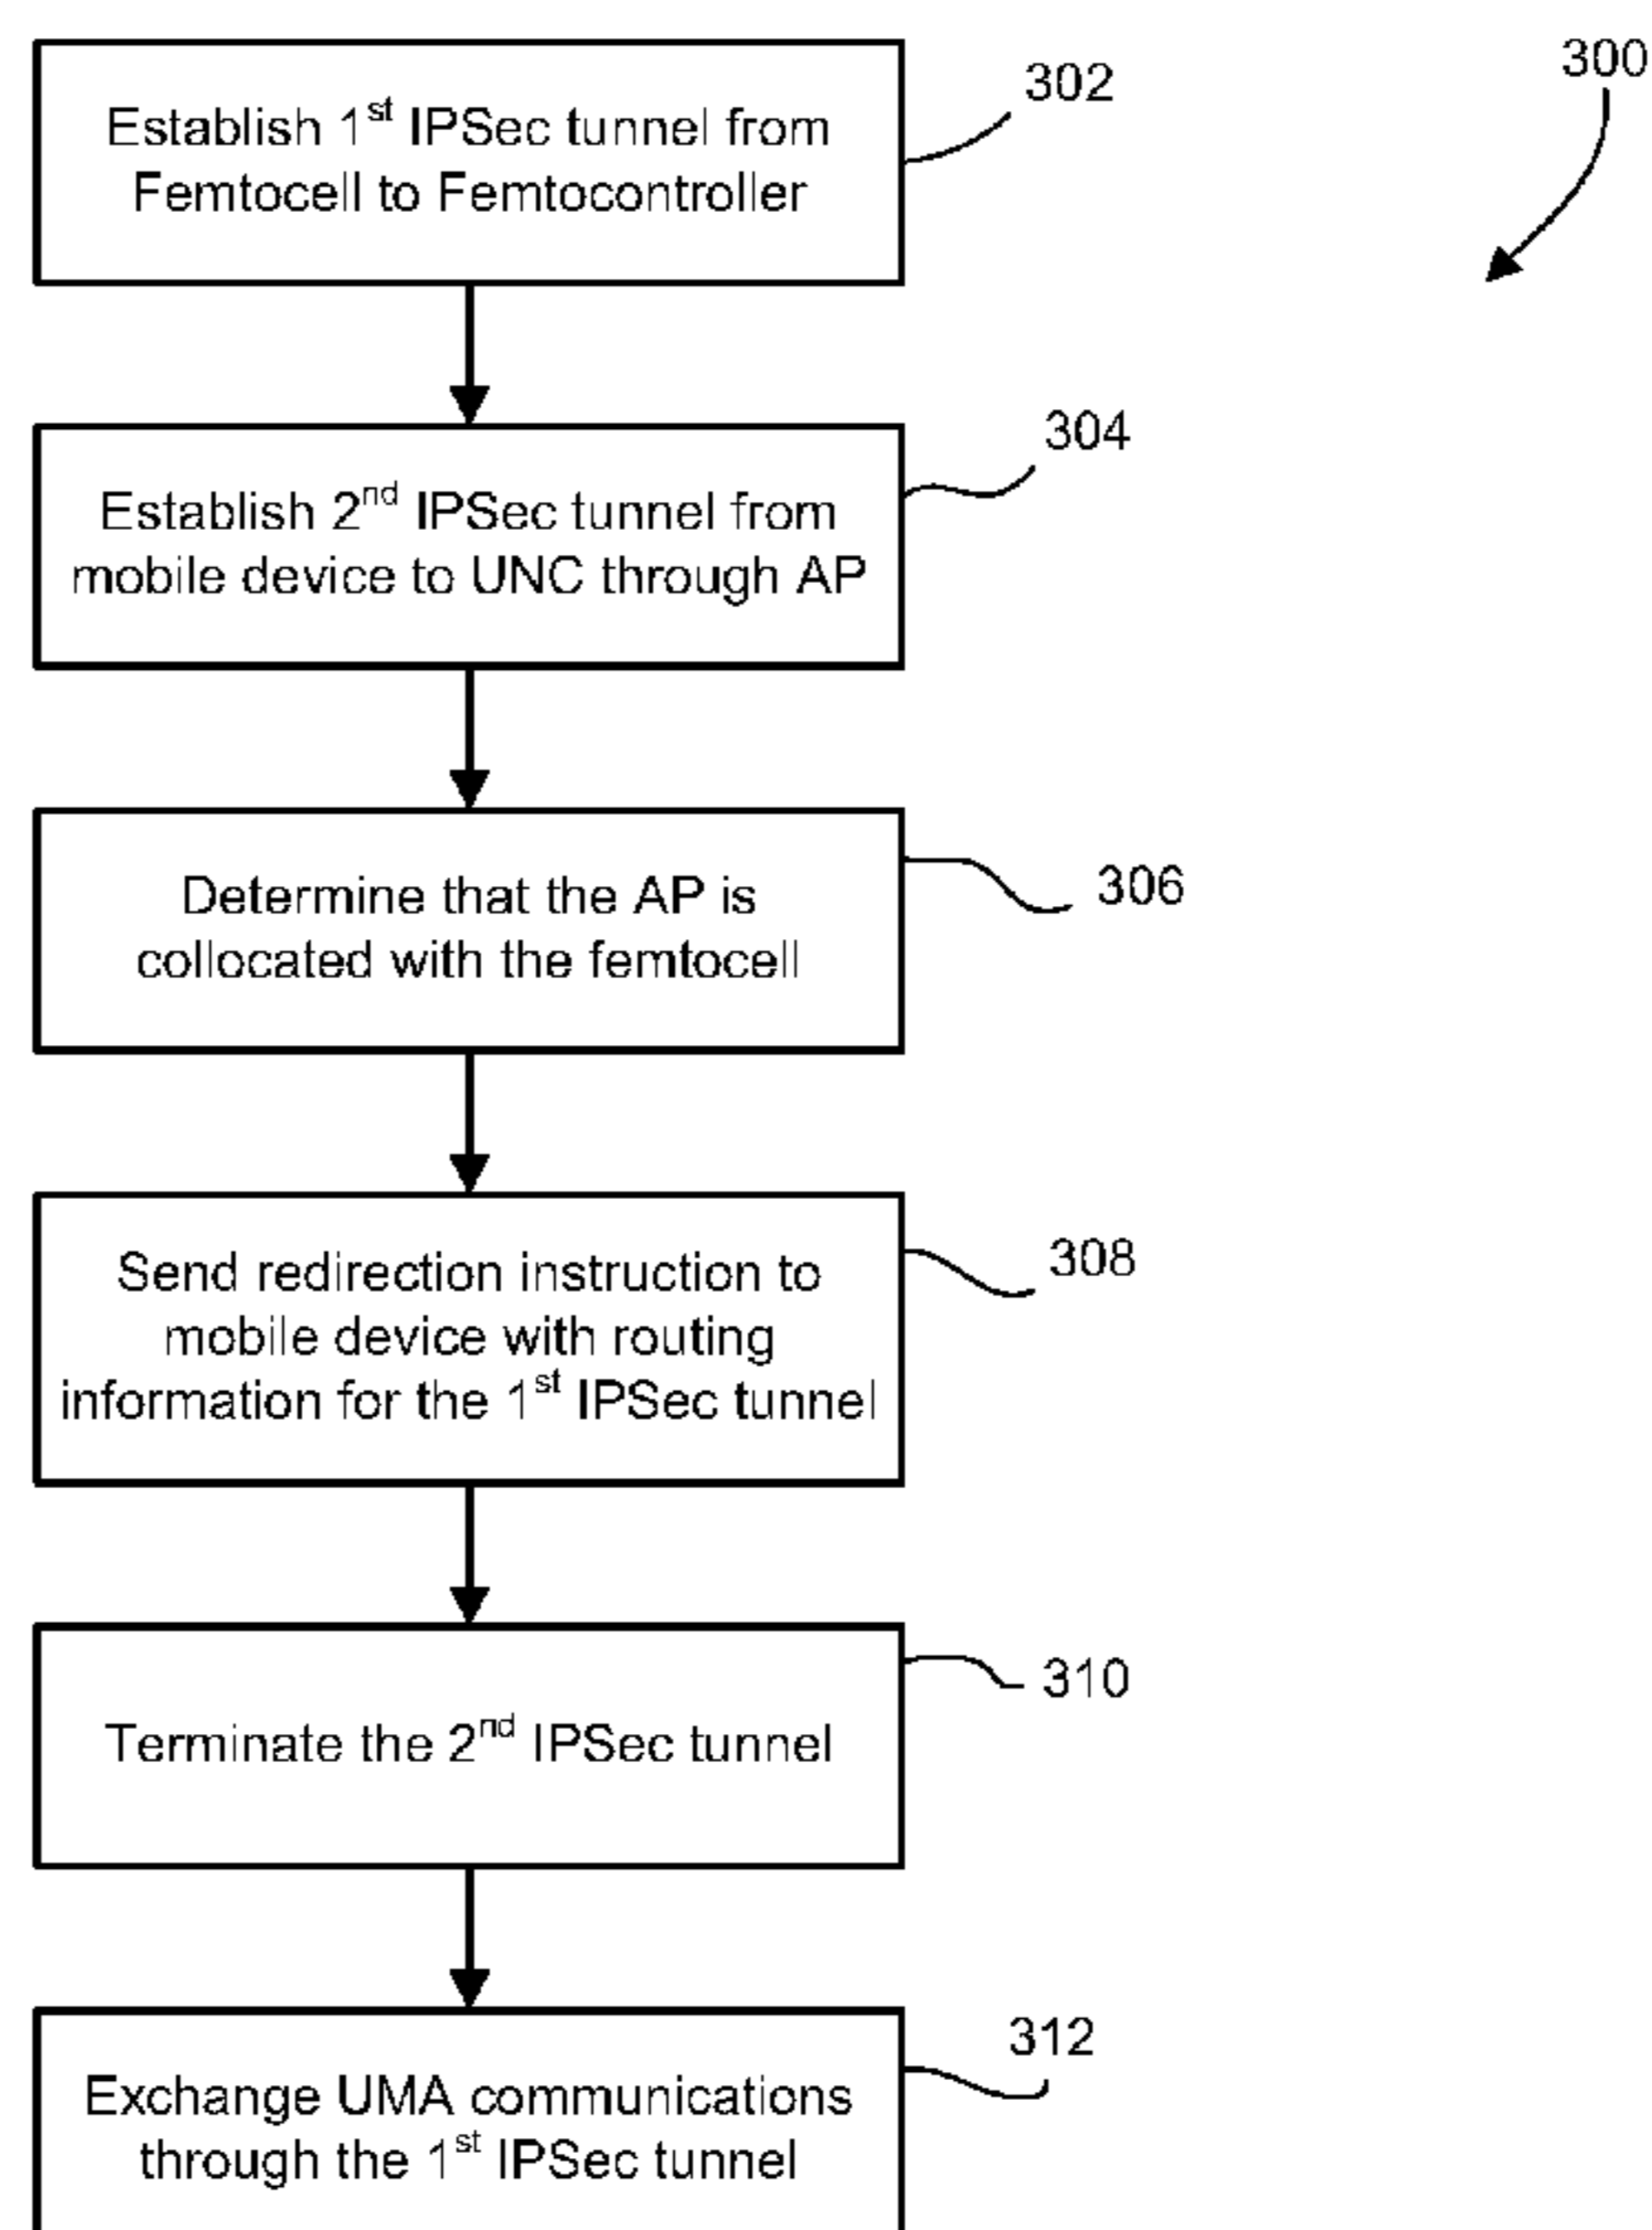 300
302
Establish 1st IPSec tunnel from
Femtocell to Femtocontroller
304
Establish 2nd IPSec tunnel from
mobile device to UNC through AP
306
Determine that the AP is
collocated with the femtocell
308
Send redirection instruction to
mobile device with routing
information for the 1st IPSec tunnel
310
Terminate the 2nd IPSec tunnel
312
Exchange UMA communications
through the 1st IPSec tunnel